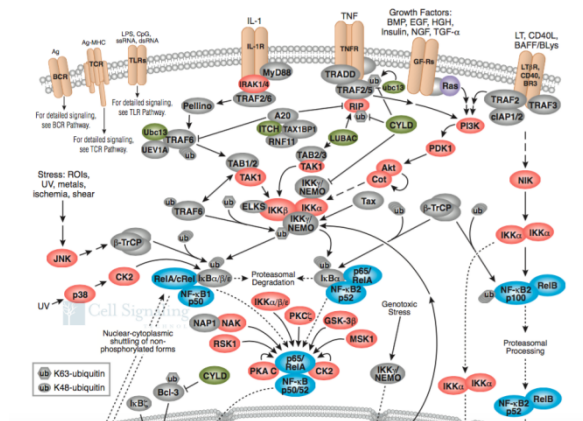 IL-1
TNF
Growth Factors:
BMP, EGF, HGH,
Insulin, NGF, TGF-α
LT, CD40L,
BAFF/BLys
Ag
Ag-MHC
LPS, CpG,
ssRNA, dsRNA
BCR
TCR
TLRs
IL-1R
TNFR
GF-Rs
LTβR,
CD40,
BR3
MyD88
IRAK1/4
TRAF2/6
TRADD
TRAF2/5
RIP
ub
ubc13
Ras
TRAF2
TRAF3
cIAP1/2
For detailed signaling,
see BCR Pathway.
For detailed signaling,
see TCR Pathway.
For detailed signaling,
see TLR Pathway.
Pellino
Ubc13
UEV1A
TRAF6
ub
A20
ITCH
TAX1BP1
RNF11
LUBAC
ub
CYLD
PI3K
PDK1
TAB1/2
TAK1
TAB2/3
TAK1
IKKγ/
NEMO
Akt
Cot
NIK
Stress: ROIs,
UV, metals,
ischemia, shear
ub
TRAF6
ub
ELKS
IKKβ
IKKα
IKKγ/
NEMO
ub
Tax
ub
β-TrCP
IKKα
IKKα
JNK
β-TrCP
ub
CK2
p38
UV
RelA/cRel
IκBα/β/ε
ub
NF-κB1
p50
Proteasomal
Degradation
ub
IκBα
p65/
RelA
NF-κB2
p52
ub
NF-κB2
p100
RelB
Cell Signaling
Nuclear-cytoplasmic
shuttling of non-
phosphorylated forms
IKKα/β/ε
PKCζ
GSK-3β
MSK1
NAP1
NAK
RSK1
Genotoxic
Stress
Proteasomal
Processing
p65/
RelA
PKA C
CK2
NF-κB
p50/52
IKKγ/
NEMO
ub K63-ubiquitin
ub K48-ubiquitin
CYLD
ub
Bcl-3
IκBζ
IKKα
IKKα
NF-κB2
p52
RelB